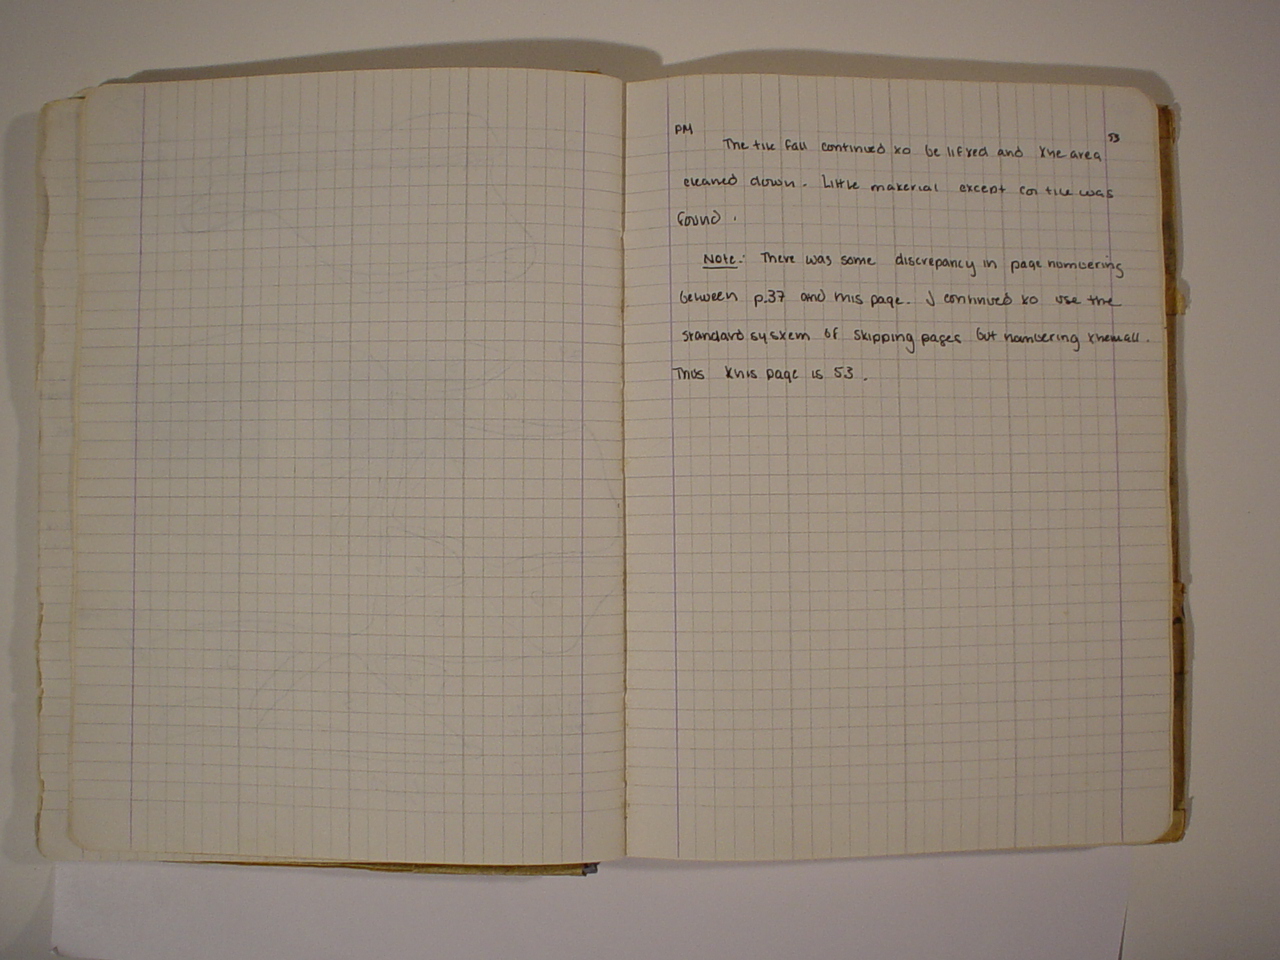 PM
53
The tile fall continued to be lifted and the area
cleaned down. Little material except for tile was
found.
Note: There was some discrepancy in page numbering
between p.37 and this page. I continued to use the
standard system of skipping pages but numbering them all.
Thus this page is 53.